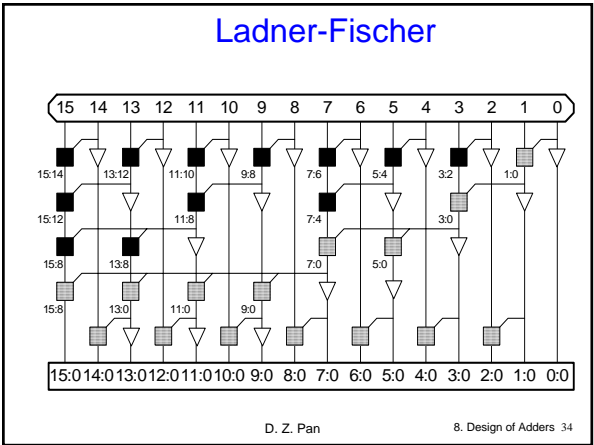 Ladner-Fischer
15 14 13 12 11 10 9 8 7 6 5 4 3 2 1 0
15:14 13:12 11:10 9:8 7:6 5:4 3:2 1:0
15:12 11:8 7:4 3:0
15:8 13:8 7:0 5:0
15:8 13:0 11:0 9:0
15:0 14:0 13:0 12:0 11:0 10:0 9:0 8:0 7:0 6:0 5:0 4:0 3:0 2:0 1:0 0:0
D. Z. Pan 8. Design of Adders 34